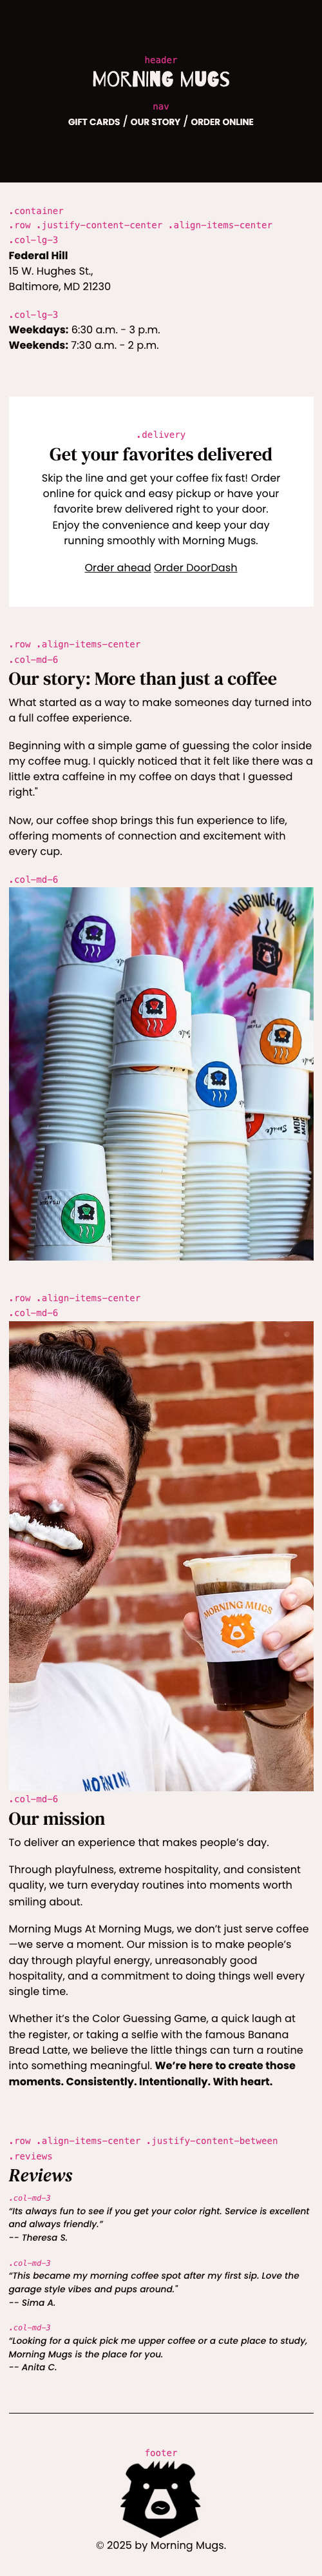 header
MORNING MUGS
nav
GIFT CARDS / OUR STORY / ORDER ONLINE
.container
.row .justify-content-center .align-items-center
.col-lg-3
Federal Hill
15 W. Hughes St.,
Baltimore, MD 21230
.col-lg-3
Weekdays: 6:30 a.m. - 3 p.m.
Weekends: 7:30 a.m. - 2 p.m.
.delivery
Get your favorites delivered
Skip the line and get your coffee fix fast! Order
online for quick and easy pickup or have your
favorite brew delivered right to your door.
Enjoy the convenience and keep your day
running smoothly with Morning Mugs.
Order ahead Order DoorDash
.row .align-items-center
.col-md-6
Our story: More than just a coffee
What started as a way to make someones day turned into
a full coffee experience.
Beginning with a simple game of guessing the color inside
my coffee mug. I quickly noticed that it felt like there was a
little extra caffeine in my coffee on days that I guessed
right."
Now, our coffee shop brings this fun experience to life,
offering moments of connection and excitement with
every cup.
.col-md-6
MORNING MUGS
Smile
.row .align-items-center
.col-md-6
MORNING MUGS
MORNING
.col-md-6
Our mission
To deliver an experience that makes people’s day.
Through playfulness, extreme hospitality, and consistent
quality, we turn everyday routines into moments worth
smiling about.
Morning Mugs At Morning Mugs, we don’t just serve coffee
—we serve a moment. Our mission is to make people’s
day through playful energy, unreasonably good
hospitality, and a commitment to doing things well every
single time.
Whether it’s the Color Guessing Game, a quick laugh at
the register, or taking a selfie with the famous Banana
Bread Latte, we believe the little things can turn a routine
into something meaningful. We’re here to create those
moments. Consistently. Intentionally. With heart.
.row .align-items-center .justify-content-between
.reviews
Reviews
.col-md-3
“Its always fun to see if you get your color right. Service is excellent
and always friendly.”
-- Theresa S.
.col-md-3
“This became my morning coffee spot after my first sip. Love the
garage style vibes and pups around."
-- Sima A.
.col-md-3
“Looking for a quick pick me upper coffee or a cute place to study,
Morning Mugs is the place for you.
-- Anita C.
footer
© 2025 by Morning Mugs.